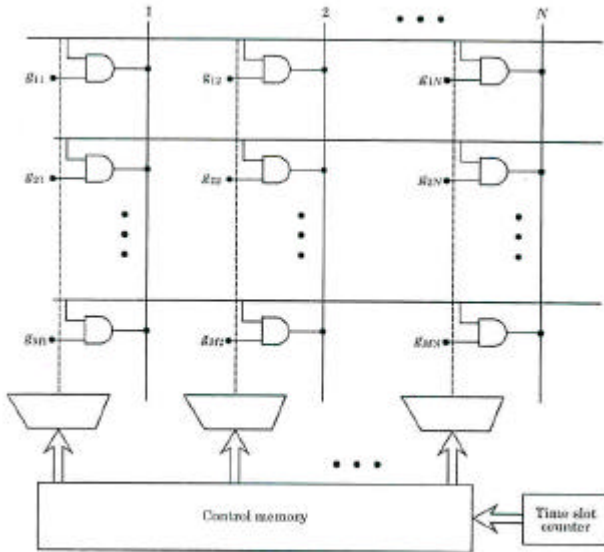 1 2 N
g11 g12 g1N
g21 g22 g2N
gM1 gM2 gMN
Control memory
Time slot
counter